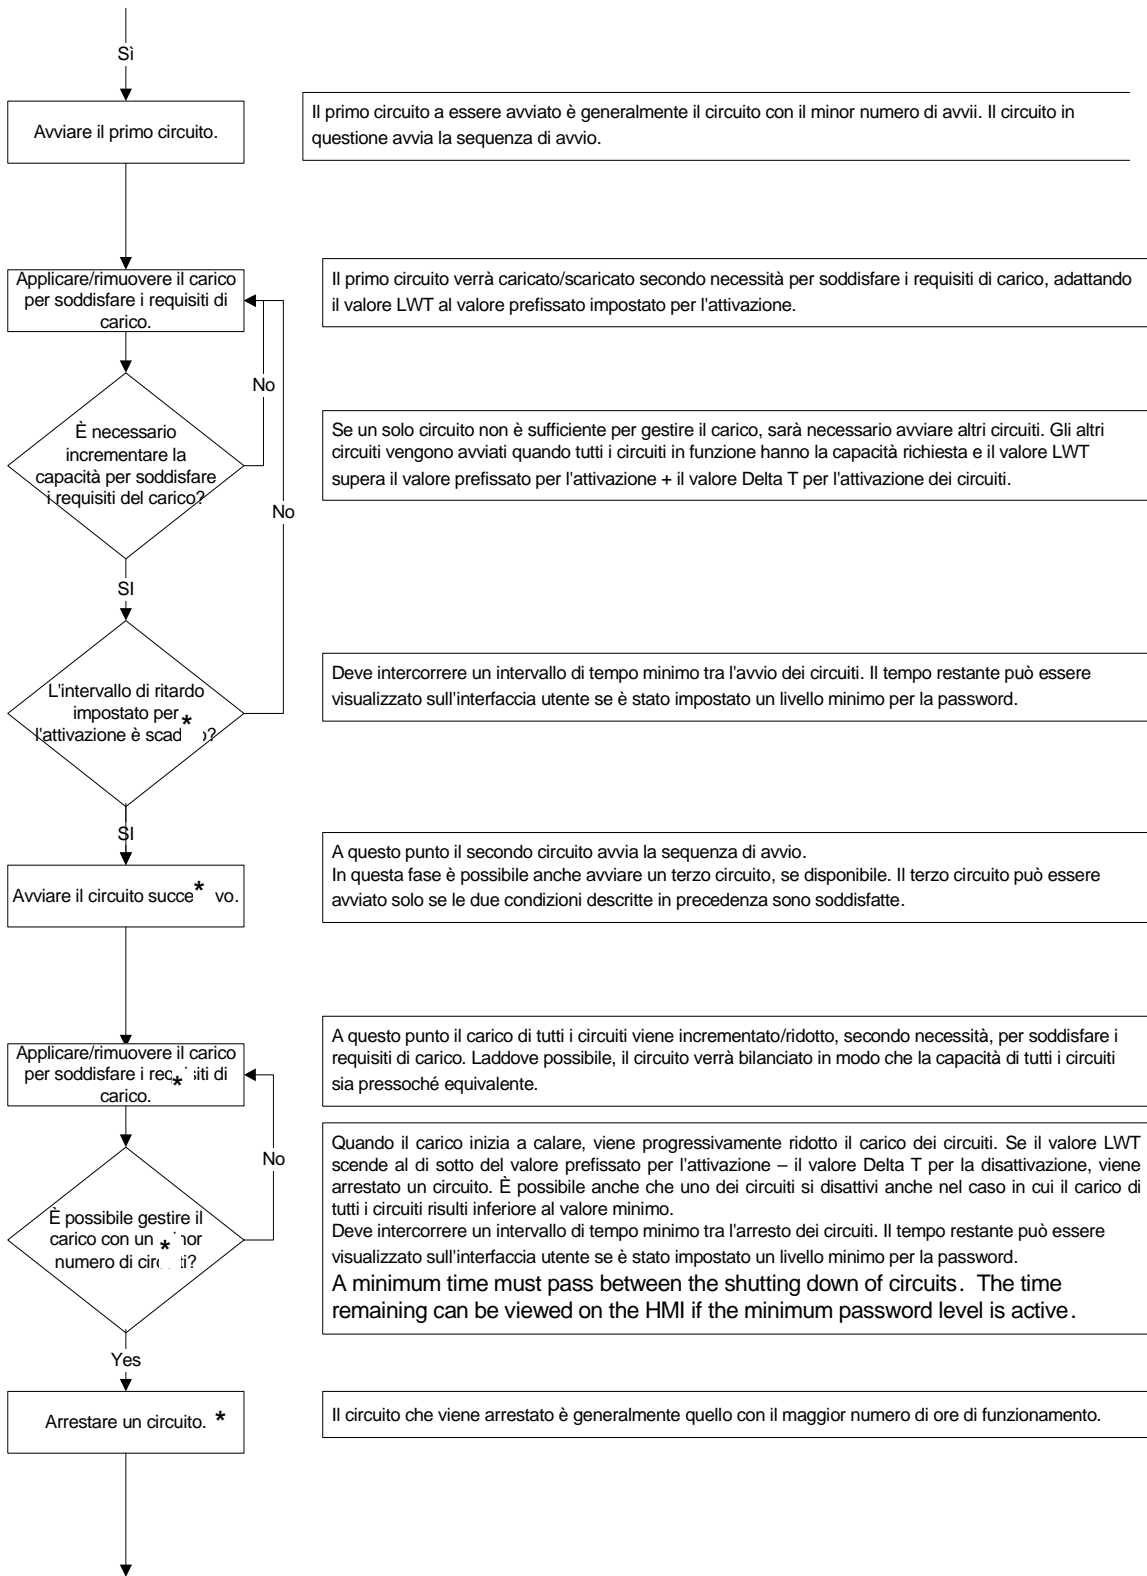 Sì
Avviare il primo circuito.
Il primo circuito a essere avviato è generalmente il circuito con il minor numero di avvii. Il circuito in
questione avvia la sequenza di avvio.
Applicare/rimuovere il carico
per soddisfare i requisiti di
carico.
Il primo circuito verrà caricato/scaricato secondo necessità per soddisfare i requisiti di carico, adattando
il valore LWT al valore prefissato impostato per l'attivazione.
No
È necessario
incrementare la
capacità per soddisfare
i requisiti del carico?
Se un solo circuito non è sufficiente per gestire il carico, sarà necessario avviare altri circuiti. Gli altri
circuiti vengono avviati quando tutti i circuiti in funzione hanno la capacità richiesta e il valore LWT
supera il valore prefissato per l'attivazione + il valore Delta T per l'attivazione dei circuiti.
No
SI
L'intervallo di ritardo
impostato per
*
l'attivazione è scad o?
Deve intercorrere un intervallo di tempo minimo tra l'avvio dei circuiti. Il tempo restante può essere
visualizzato sull'interfaccia utente se è stato impostato un livello minimo per la password.
SI
Avviare il circuito succe* vo.
A questo punto il secondo circuito avvia la sequenza di avvio.
In questa fase è possibile anche avviare un terzo circuito, se disponibile. Il terzo circuito può essere
avviato solo se le due condizioni descritte in precedenza sono soddisfatte.
Applicare/rimuovere il carico
per soddisfare i req*siti di
carico.
A questo punto il carico di tutti i circuiti viene incrementato/ridotto, secondo necessità, per soddisfare i
requisiti di carico. Laddove possibile, il circuito verrà bilanciato in modo che la capacità di tutti i circuiti
sia pressoché equivalente.
No
È possibile gestire il
carico con un * nor
numero di circ ti?
Quando il carico inizia a calare, viene progressivamente ridotto il carico dei circuiti. Se il valore LWT
scende al di sotto del valore prefissato per l'attivazione – il valore Delta T per la disattivazione, viene
arrestato un circuito. È possibile anche che uno dei circuiti si disattivi anche nel caso in cui il carico di
tutti i circuiti risulti inferiore al valore minimo.
Deve intercorrere un intervallo di tempo minimo tra l'arresto dei circuiti. Il tempo restante può essere
visualizzato sull'interfaccia utente se è stato impostato un livello minimo per la password.
A minimum time must pass between the shutting down of circuits. The time
remaining can be viewed on the HMI if the minimum password level is active.
Yes
Arrestare un circuito. *
Il circuito che viene arrestato è generalmente quello con il maggior numero di ore di funzionamento.